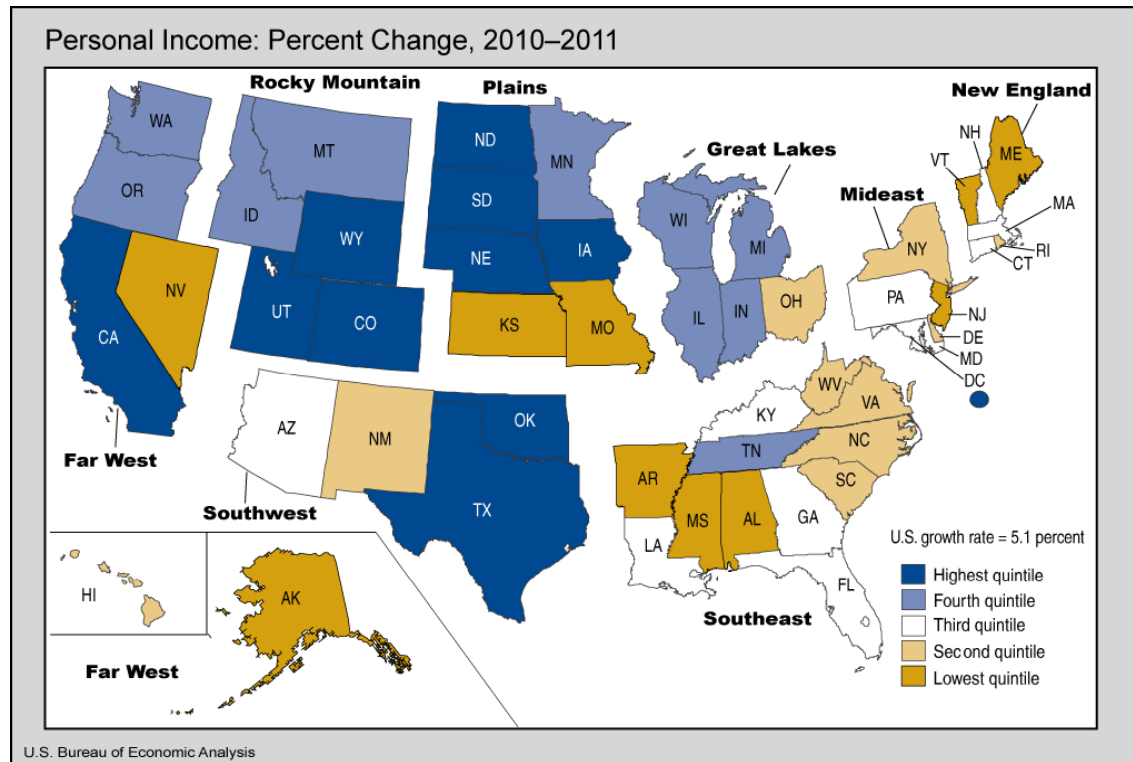 Personal Income: Percent Change, 2010–2011
Rocky Mountain
Plains
New England
Great Lakes
Mideast
WA
OR
MT
ID
WY
NV
CA
UT
CO
ND
SD
NE
MN
IA
KS
MO
WI
MI
IL
IN
OH
NH
VT
ME
MA
RI
CT
NY
PA
NJ
DE
MD
DC
Far West
AZ
NM
OK
TX
Southwest
KY
WV
VA
TN
NC
SC
AR
MS
AL
GA
LA
FL
Southeast
HI
AK
Far West
U.S. growth rate = 5.1 percent
Highest quintile
Fourth quintile
Third quintile
Second quintile
Lowest quintile
U.S. Bureau of Economic Analysis